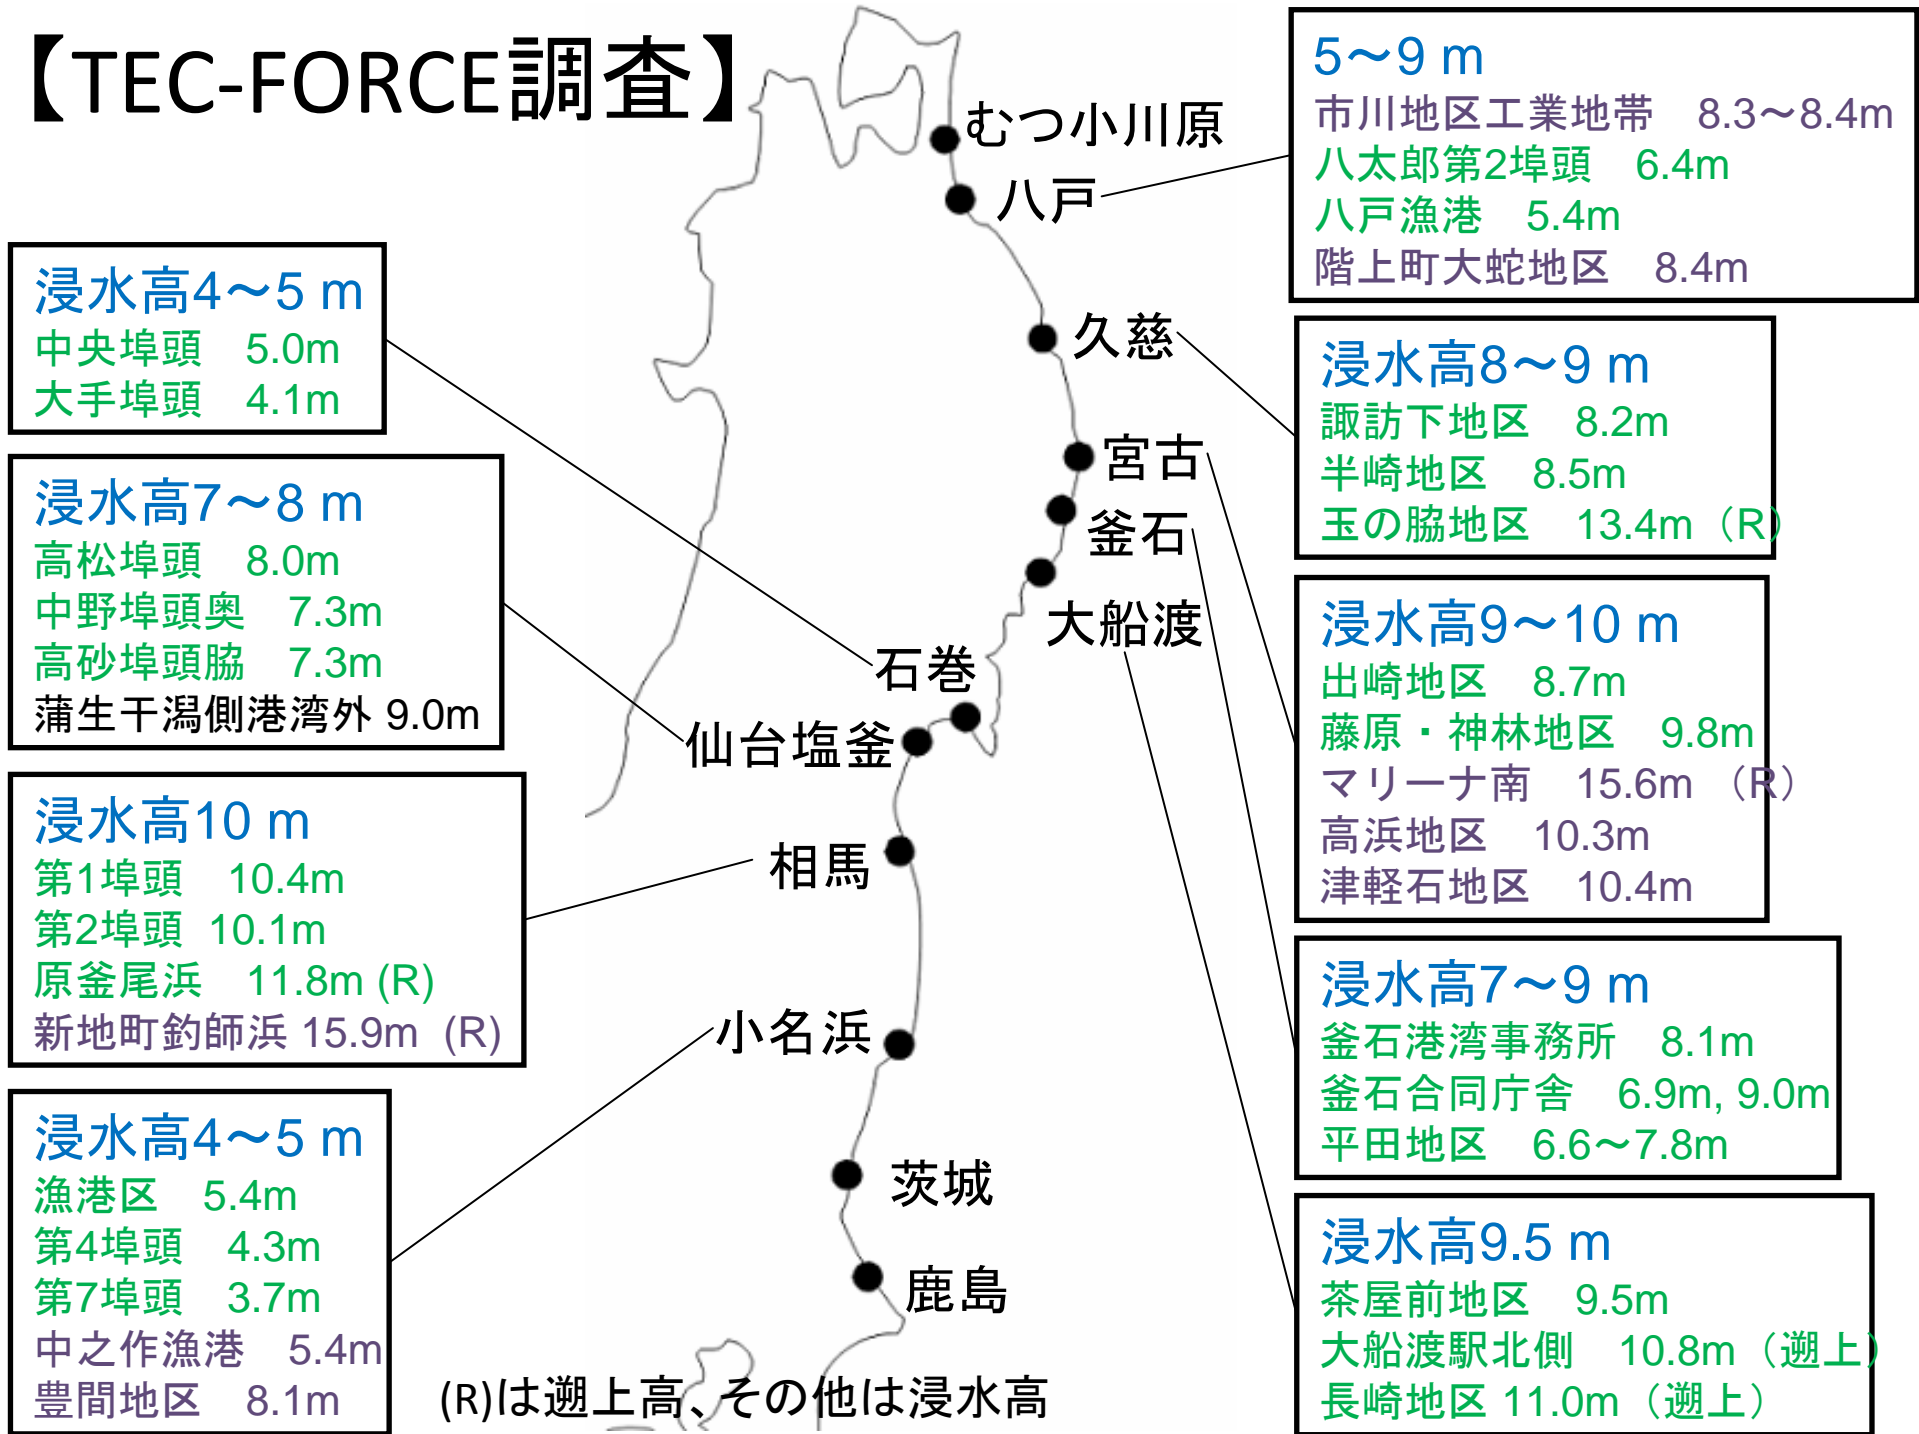 【TEC-FORCE調査】
むつ小川原
八戸
久慈
宮古
釜石
大船渡
石巻
仙台塩釜
相馬
小名浜
茨城
鹿島
浸水高4～5 m
中央埠頭　5.0m
大手埠頭　4.1m
浸水高7～8 m
高松埠頭　8.0m
中野埠頭奥　7.3m
高砂埠頭脇　7.3m
蒲生干潟側港湾外 9.0m
浸水高10 m
第1埠頭　10.4m
第2埠頭 10.1m
原釜尾浜　11.8m (R)
新地町釣師浜 15.9m (R)
浸水高4～5 m
漁港区　5.4m
第4埠頭　4.3m
第7埠頭　3.7m
中之作漁港　5.4m
豊間地区　8.1m
5～9 m
市川地区工業地帯　8.3～8.4m
八太郎第2埠頭　6.4m
八戸漁港　5.4m
階上町大蛇地区　8.4m
浸水高8～9 m
諏訪下地区　8.2m
半崎地区　8.5m
玉の脇地区　13.4m（R）
浸水高9～10 m
出崎地区　8.7m
藤原・神林地区　9.8m
マリーナ南　15.6m （R）
高浜地区　10.3m
津軽石地区　10.4m
浸水高7～9 m
釜石港湾事務所　8.1m
釜石合同庁舎　6.9m, 9.0m
平田地区　6.6～7.8m
浸水高9.5 m
茶屋前地区　9.5m
大船渡駅北側　10.8m（遡上）
長崎地区 11.0m（遡上）
(R)は遡上高、その他は浸水高